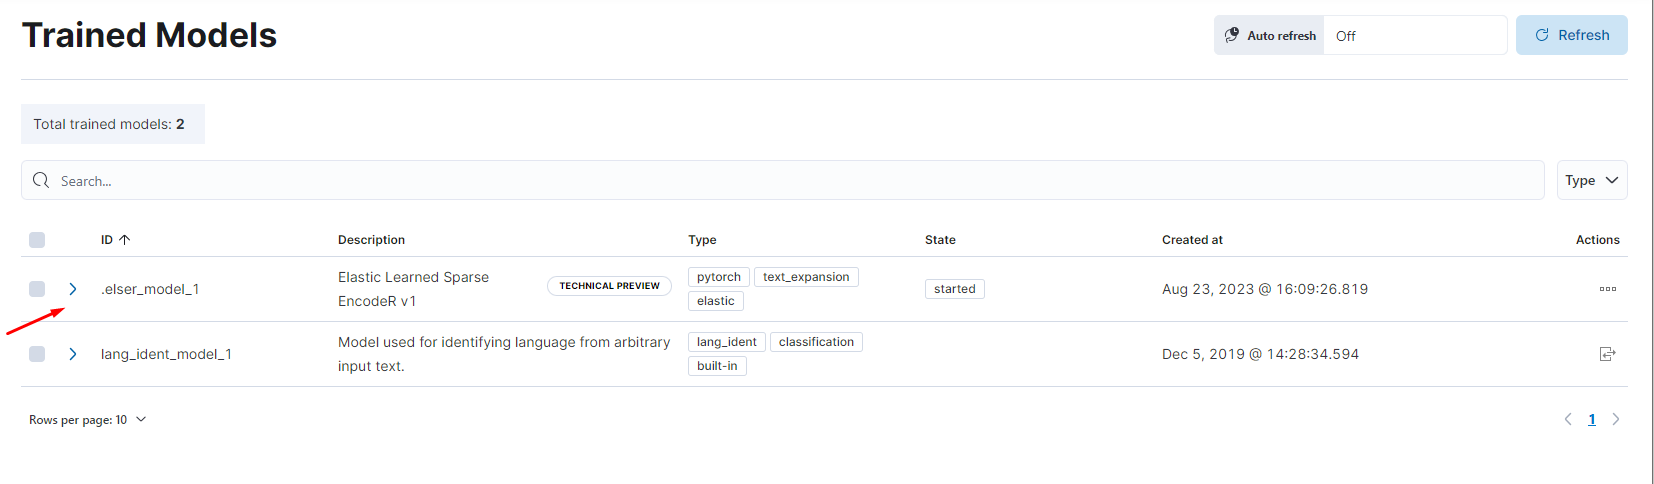 Trained Models
Auto refresh Off Refresh
Total trained models: 2
Search...
Type
ID Description Type State Created at Actions
.elser_model_1 Elastic Learned Sparse EncodeR v1 TECHNICAL PREVIEW pytorch text_expansion elastic started Aug 23, 2023 @ 16:09:26.819
lang_ident_model_1 Model used for identifying language from arbitrary input text. lang_ident classification built-in Dec 5, 2019 @ 14:28:34.594
Rows per page: 10
1